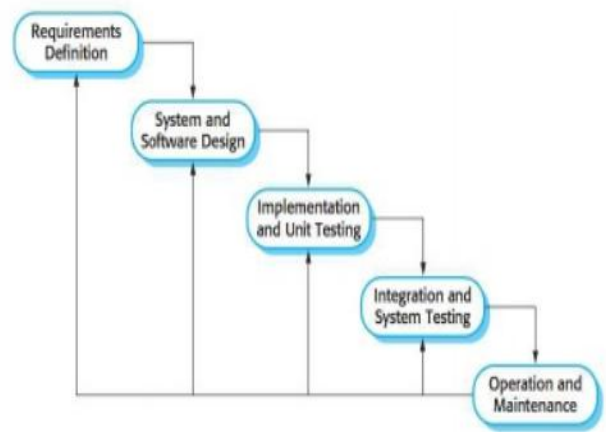 Requirements
Definition
System and
Software Design
Implementation
and Unit Testing
Integration and
System Testing
Operation and
Maintenance